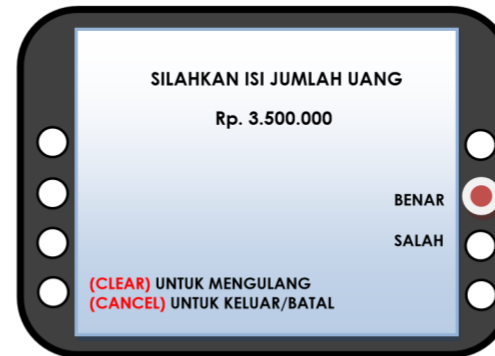 SILAHKAN ISI JUMLAH UANG
Rp. 3.500.000
BENAR
SALAH
(CLEAR) UNTUK MENGULANG
(CANCEL) UNTUK KELUAR/BATAL